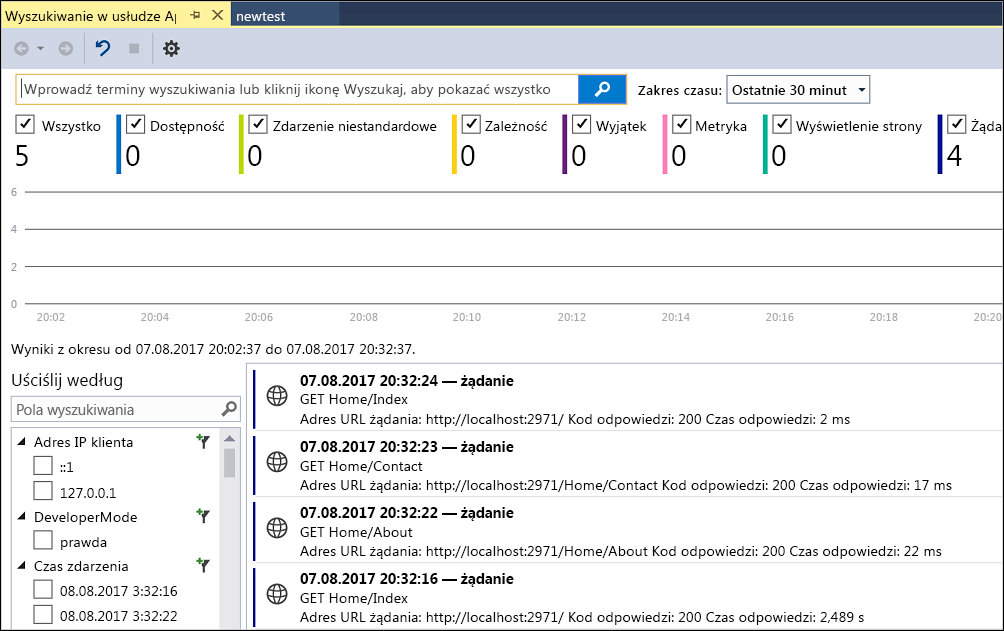 Wyszukiwanie w usłudze Ap newtest
Wprowadź terminy wyszukiwania lub kliknij ikonę Wyszukaj, aby pokazać wszystko Zakres czasu: Ostatnie 30 minut
Wszystko Dostępność Zdarzenie niestandardowe Zależność Wyjątek Metryka Wyświetlenie strony Żąda
5 0 0 0 0 0 0 4
6
4
2
0
20:02 20:04 20:06 20:08 20:10 20:12 20:14 20:16 20:18 20:20
Wyniki z okresu od 07.08.2017 20:02:37 do 07.08.2017 20:32:37.
Uściślij według
Pola wyszukiwania
Adres IP klienta
::1
127.0.0.1
DeveloperMode
prawda
Czas zdarzenia
08.08.2017 3:32:16
08.08.2017 3:32:22
07.08.2017 20:32:24 — żądanie
GET Home/Index
Adres URL żądania: http://localhost:2971/ Kod odpowiedzi: 200 Czas odpowiedzi: 2 ms
07.08.2017 20:32:23 — żądanie
GET Home/Contact
Adres URL żądania: http://localhost:2971/Home/Contact Kod odpowiedzi: 200 Czas odpowiedzi: 17 ms
07.08.2017 20:32:22 — żądanie
GET Home/About
Adres URL żądania: http://localhost:2971/Home/About Kod odpowiedzi: 200 Czas odpowiedzi: 22 ms
07.08.2017 20:32:16 — żądanie
GET Home/Index
Adres URL żądania: http://localhost:2971/ Kod odpowiedzi: 200 Czas odpowiedzi: 2,489 s